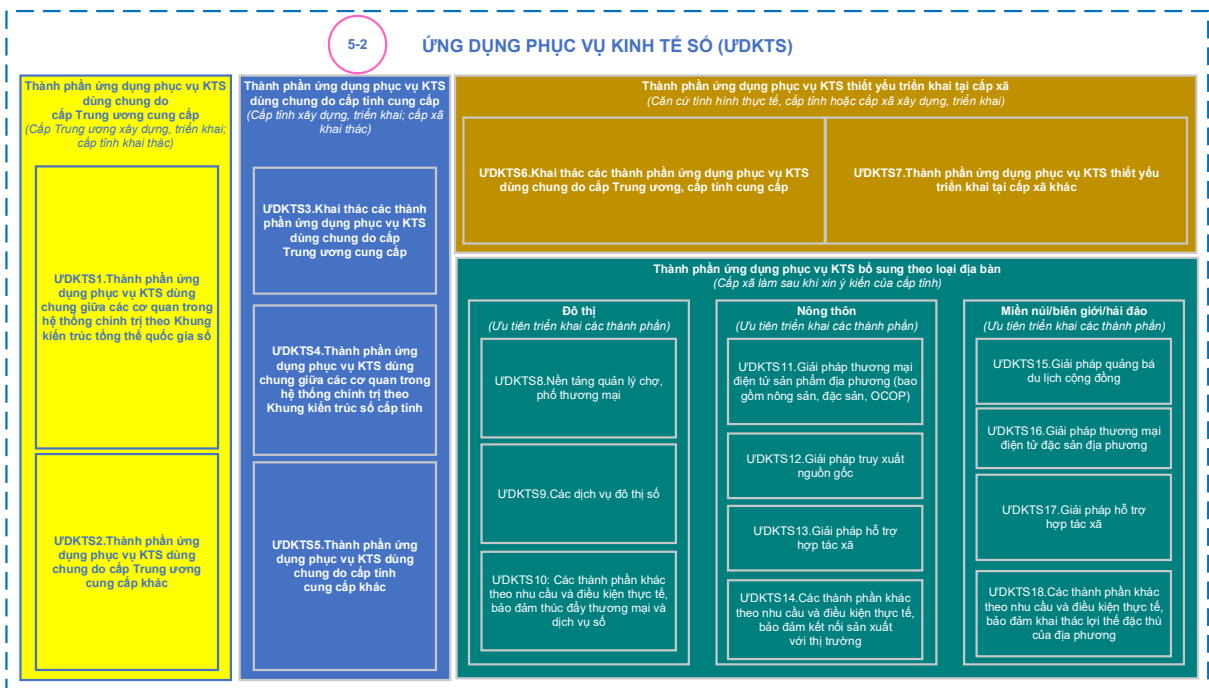 5-2
ỨNG DỤNG PHỤC VỤ KINH TẾ SỐ (ƯDKTS)
Thành phần ứng dụng phục vụ KTS
dùng chung do
cấp Trung ương cung cấp
(Cấp Trung ương xây dựng, triển khai;
cấp tỉnh khai thác)
ƯDKTS1.Thành phần ứng
dụng phục vụ KTS dùng
chung giữa các cơ quan trong
hệ thống chính trị theo Khung
kiến trúc tổng thể quốc gia số
ƯDKTS2.Thành phần ứng
dụng phục vụ KTS dùng
chung do cấp Trung ương
cung cấp khác
Thành phần ứng dụng phục vụ KTS
dùng chung do cấp tỉnh cung cấp
(Cấp tỉnh xây dựng, triển khai; cấp xã
khai thác)
ƯDKTS3.Khai thác các thành
phần ứng dụng phục vụ KTS
dùng chung do cấp
Trung ương cung cấp
ƯDKTS4.Thành phần ứng
dụng phục vụ KTS dùng
chung giữa các cơ quan trong
hệ thống chính trị theo
Khung kiến trúc số cấp tỉnh
ƯDKTS5.Thành phần ứng
dụng phục vụ KTS dùng
chung do cấp tỉnh
cung cấp khác
Thành phần ứng dụng phục vụ KTS thiết yếu triển khai tại cấp xã
(Căn cứ tình hình thực tế, cấp tỉnh hoặc cấp xã xây dựng, triển khai)
ƯDKTS6.Khai thác các thành phần ứng dụng phục vụ KTS
dùng chung do cấp Trung ương, cấp tỉnh cung cấp
ƯDKTS7.Thành phần ứng dụng phục vụ KTS thiết yếu
triển khai tại cấp xã khác
Thành phần ứng dụng phục vụ KTS bổ sung theo loại địa bàn
(Cấp xã làm sau khi xin ý kiến của cấp tỉnh)
Đô thị
(Ưu tiên triển khai các thành phần)
ƯDKTS8.Nền tảng quản lý chợ,
phố thương mại
ƯDKTS9.Các dịch vụ đô thị số
ƯDKTS10: Các thành phần khác
theo nhu cầu và điều kiện thực tế,
bảo đảm thúc đẩy thương mại và
dịch vụ số
Nông thôn
(Ưu tiên triển khai các thành phần)
ƯDKTS11.Giải pháp thương mại
điện tử sản phẩm địa phương (bao
gồm nông sản, đặc sản, OCOP)
ƯDKTS12.Giải pháp truy xuất
nguồn gốc
ƯDKTS13.Giải pháp hỗ trợ
hợp tác xã
ƯDKTS14.Các thành phần khác
theo nhu cầu và điều kiện thực tế,
bảo đảm kết nối sản xuất
với thị trường
Miền núi/biên giới/hải đảo
(Ưu tiên triển khai các thành phần)
ƯDKTS15.Giải pháp quảng bá
du lịch cộng đồng
ƯDKTS16.Giải pháp thương mại
điện tử đặc sản địa phương
ƯDKTS17.Giải pháp hỗ trợ
hợp tác xã
ƯDKTS18.Các thành phần khác
theo nhu cầu và điều kiện thực tế,
bảo đảm khai thác lợi thế đặc thù
của địa phương